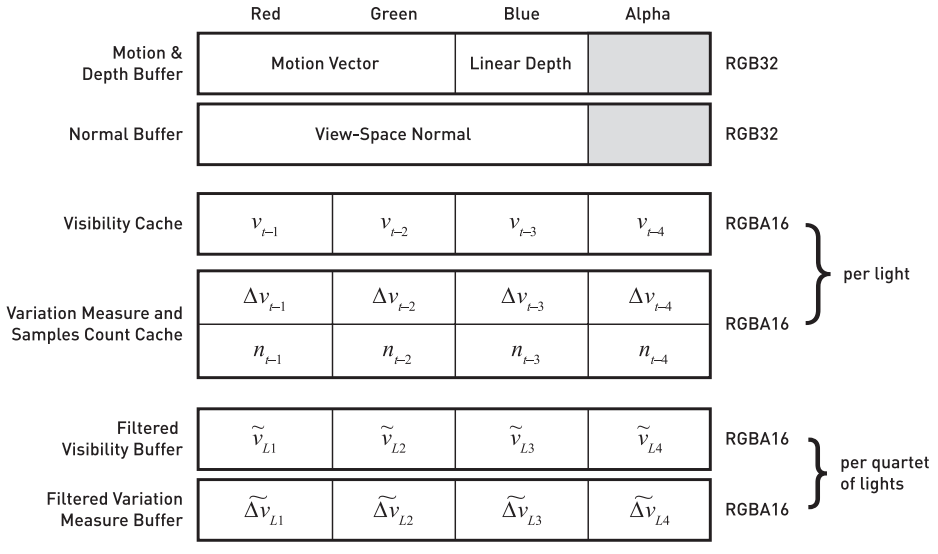 Red Green Blue Alpha
Motion &
Depth Buffer
Motion Vector Linear Depth RGB32
Normal Buffer View-Space Normal RGB32
Visibility Cache v_{t–1} v_{t–2} v_{t–3} v_{t–4} RGBA16
per light
Variation Measure and
Samples Count Cache
Δv_{t–1} Δv_{t–2} Δv_{t–3} Δv_{t–4}
RGBA16
n_{t–1} n_{t–2} n_{t–3} n_{t–4}
Filtered
Visibility Buffer
ṽ_{L1} ṽ_{L2} ṽ_{L3} ṽ_{L4} RGBA16
per quartet
of lights
Filtered Variation
Measure Buffer
Δ̃v_{L1} Δ̃v_{L2} Δ̃v_{L3} Δ̃v_{L4} RGBA16